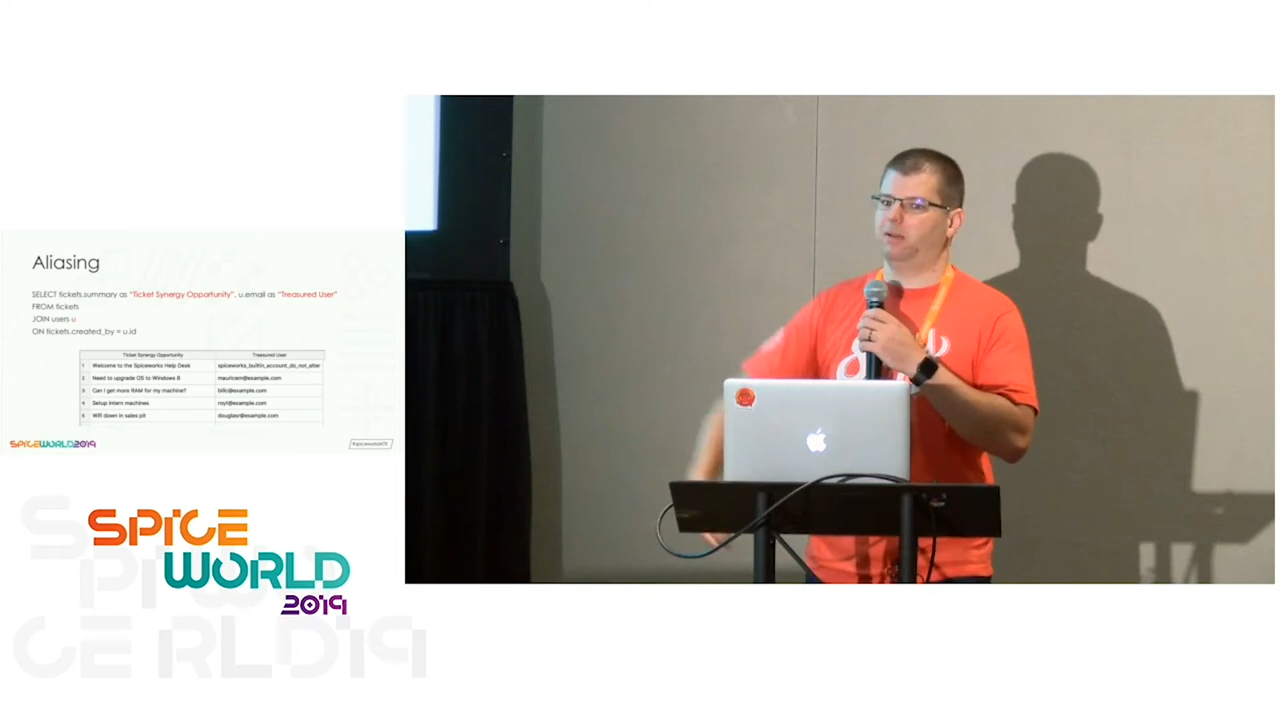 Aliasing
SELECT tickets.summary as "Ticket Synergy Opportunity", u.email as "Treasured User"
FROM tickets
JOIN users u
ON tickets.created_by = u.id
Ticket Synergy Opportunity Treasured User
1 Welcome to the Spiceworks Help Desk spiceworks_builtin_account_do_not_alter
2 Need to upgrade OS to Windows 8 mauricem@example.com
3 Can I get more RAM for my machine? billc@example.com
4 Setup intern machines royt@example.com
5 Wifi down in sales pit douglasr@example.com
SPICEWORLD2019
#spiceworldATX
SPICE
WORLD
2019